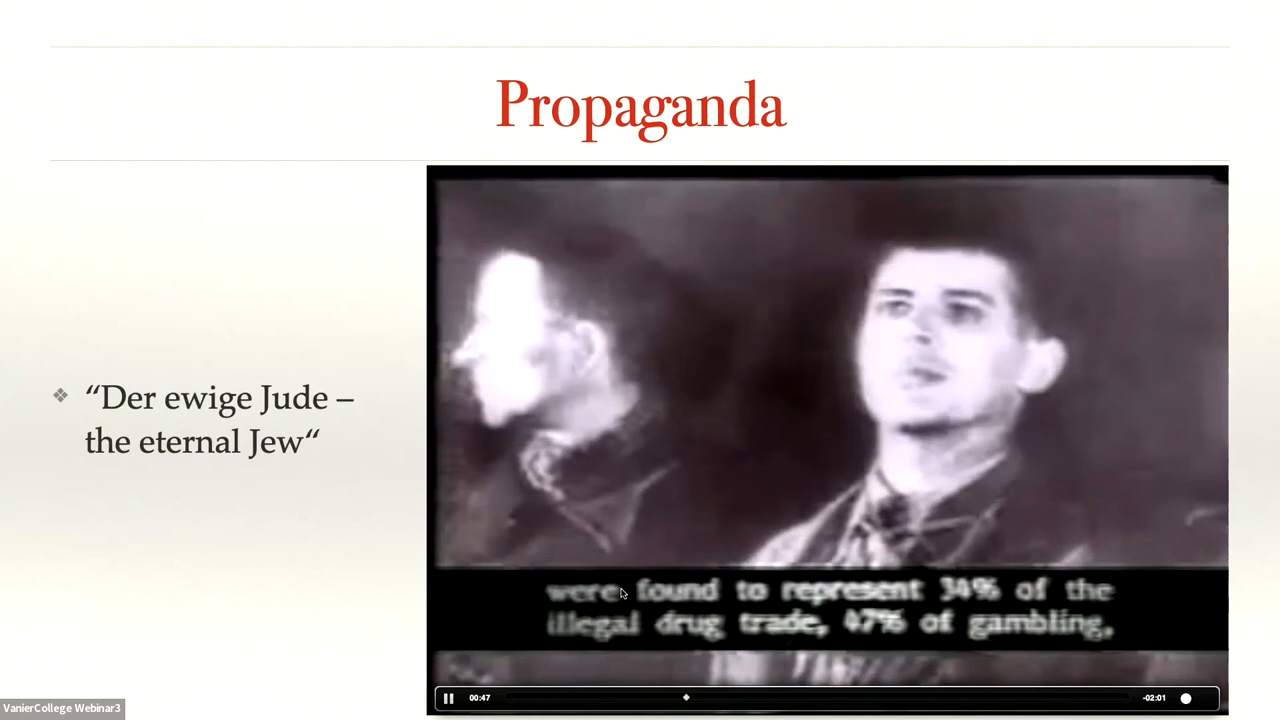 Propaganda
“Der ewige Jude –
the eternal Jew“
were found to represent 34% of the
illegal drug trade, 47% of gambling,
00:47
-02:01
VanierCollege Webinar3